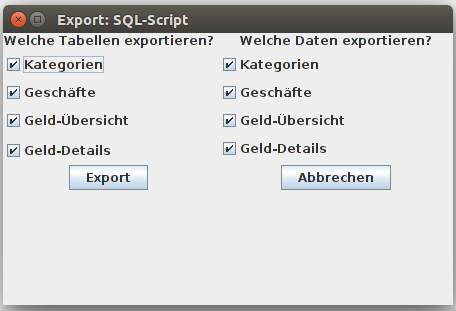 Export: SQL-Script
Welche Tabellen exportieren? Welche Daten exportieren?
Kategorien Kategorien
Geschäfte Geschäfte
Geld-Übersicht Geld-Übersicht
Geld-Details Geld-Details
Export Abbrechen